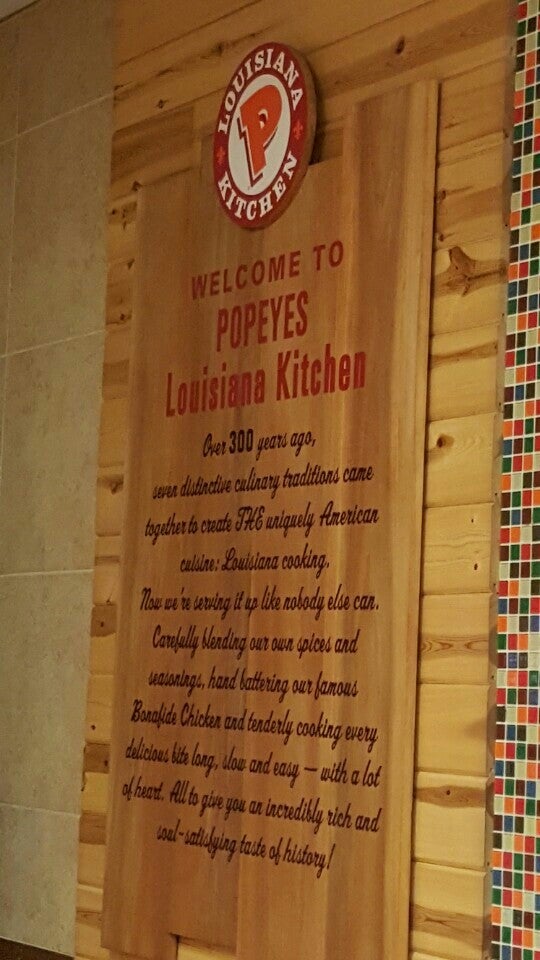 LOUISIANA
P
KITCHEN
WELCOME TO
POPEYES
Louisiana Kitchen
Over 300 years ago,
seven distinctive culinary traditions came
together to create THE uniquely American
cuisine: Louisiana cooking.
Now we're serving it up like nobody else can.
Carefully blending our own spices and
seasonings, hand battering our famous
Bonafide Chicken and tenderly cooking every
delicious bite long, slow and easy — with a lot
of heart. All to give you an incredibly rich and
soul-satisfying taste of history!